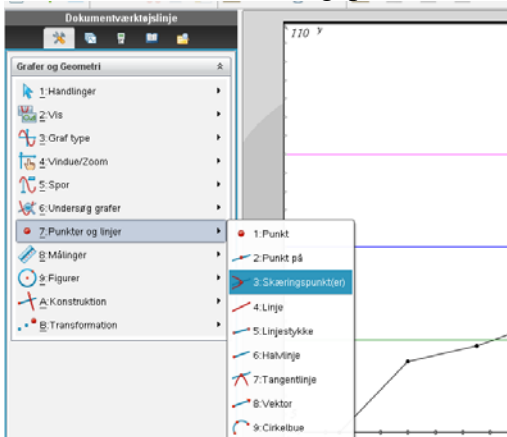 Dokumentværktøjslinje
Grafer og Geometri
1:Handlinger
2:Vis
3:Graf type
4:Vindue/Zoom
5:Spor
6:Undersøg grafer
7:Punkter og linjer
8:Målinger
9:Figurer
A:Konstruktion
B:Transformation
1:Punkt
2:Punkt på
3:Skæringspunkt(er)
4:Linje
5:Linjestykke
6:Halvlinje
7:Tangentlinje
8:Vektor
9:Cirkelbue
110 y